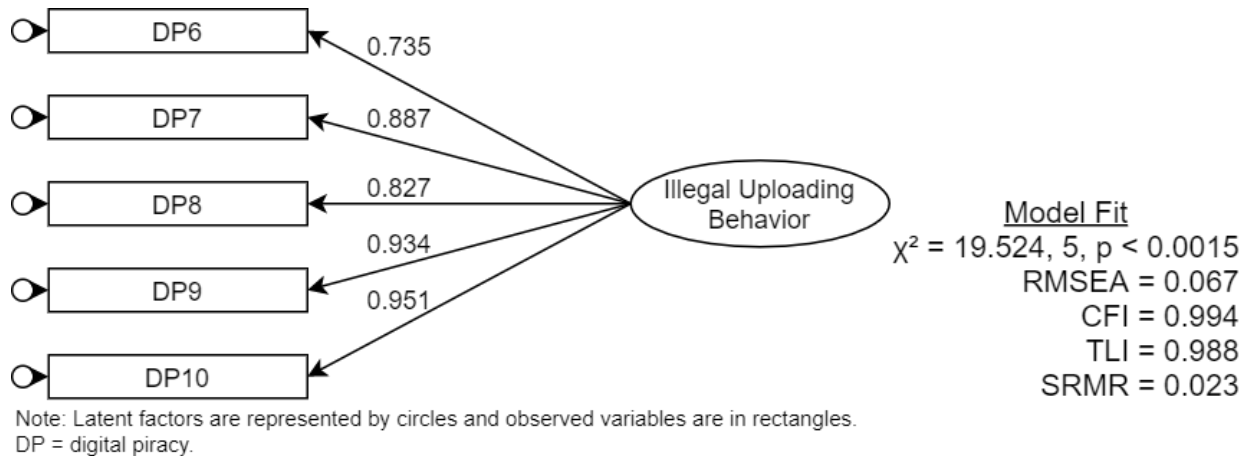 DP6
0.735
DP7
0.887
DP8
0.827
DP9
0.934
DP10
0.951
Illegal Uploading
Behavior
Model Fit
χ² = 19.524, 5, p < 0.0015
RMSEA = 0.067
CFI = 0.994
TLI = 0.988
SRMR = 0.023
Note: Latent factors are represented by circles and observed variables are in rectangles.
DP = digital piracy.